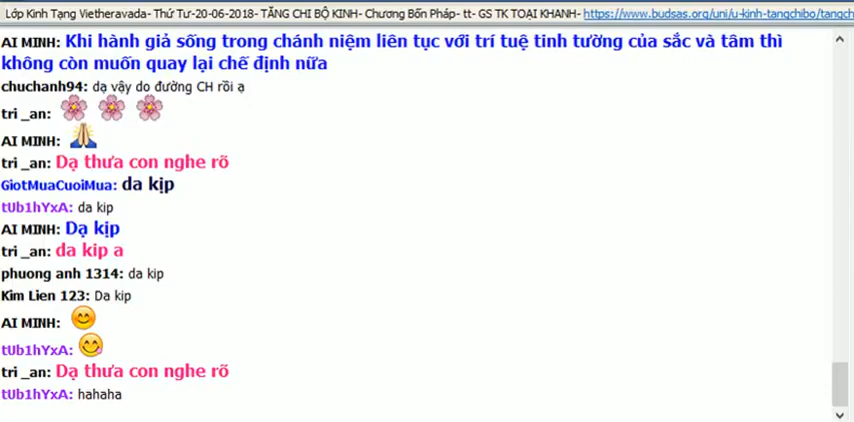 Lớp Kinh Tạng Vietheravada- Thứ Tư-20-06-2018- TĂNG CHI BỘ KINH- Chương Bốn Pháp- tt- GS TK TOẠI KHANH- https://www.budsas.org/uni/u-kinh-tangchibo/tangch
AI MINH: Khi hành giả sống trong chánh niệm liên tục với trí tuệ tinh tường của sắc và tâm thì
không còn muốn quay lại chế định nữa
chuchanh94: dạ vậy do đường CH rồi ạ
tri _an:
AI MINH:
tri _an: Dạ thưa con nghe rõ
GiotMuaCuoiMua: da kịp
tUb1hYxA: da kip
AI MINH: Dạ kịp
tri _an: da kip a
phuong anh 1314: da kip
Kim Lien 123: Da kip
AI MINH:
tUb1hYxA:
tri _an: Dạ thưa con nghe rõ
tUb1hYxA: hahaha